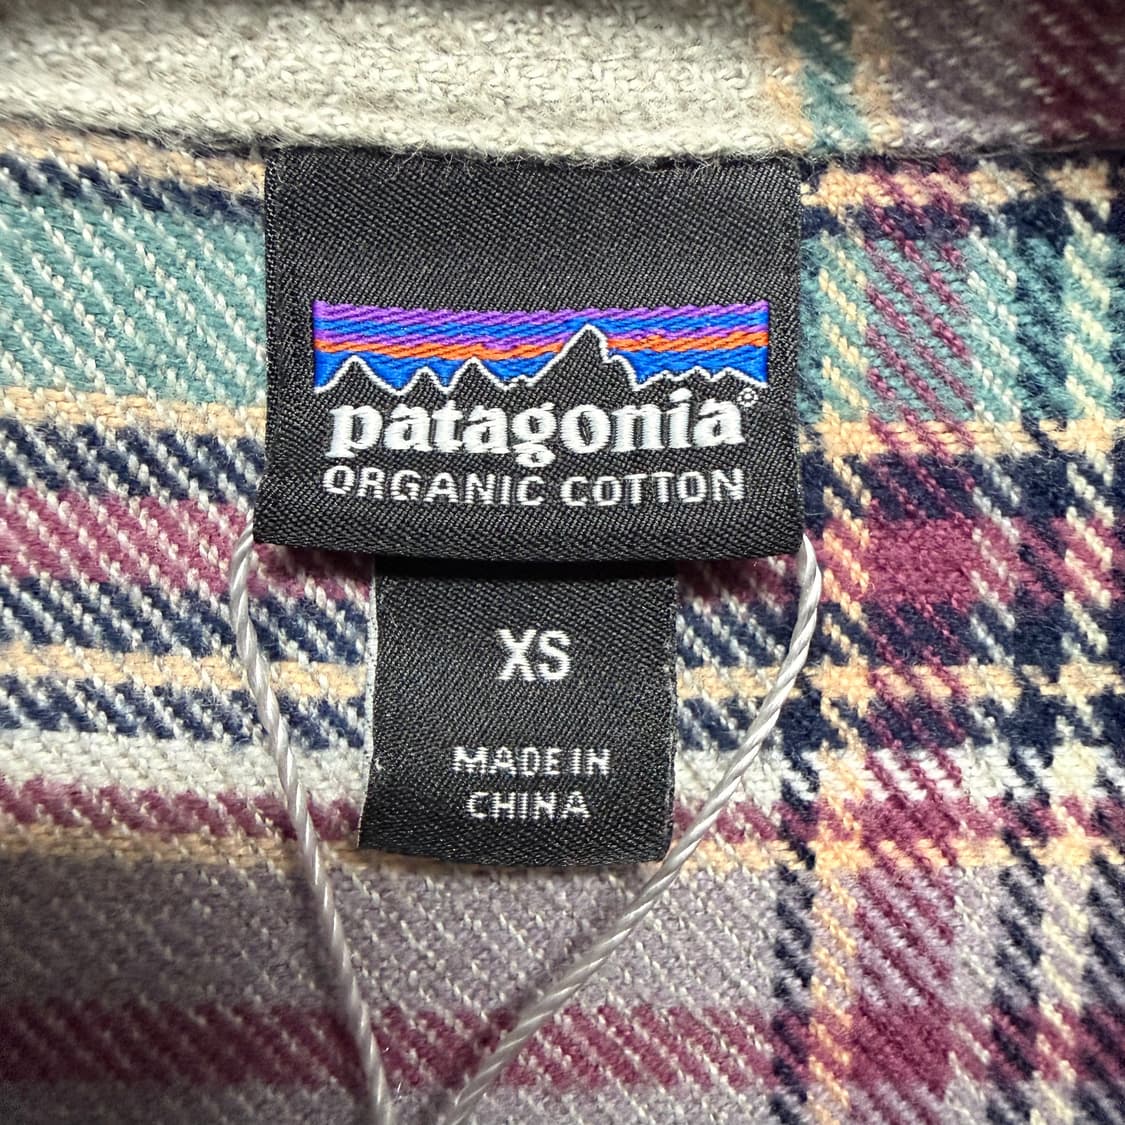 patagonia®
ORGANIC COTTON
XS
MADE IN
CHINA